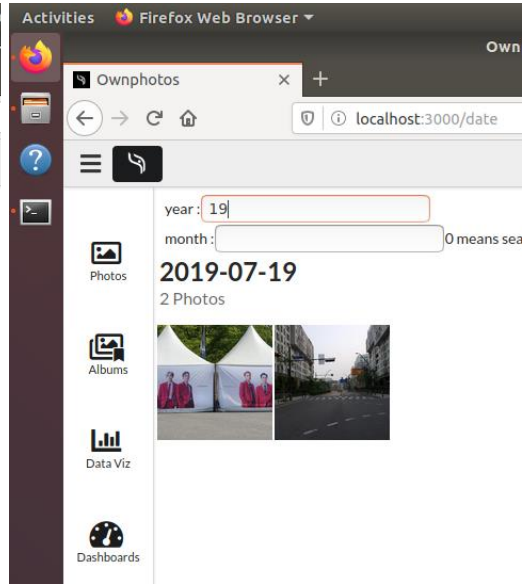 Activities Firefox Web Browser
Own
Ownphotos
localhost:3000/date
year : 19
month : 0 means sea
2019-07-19
2 Photos
Photos
Albums
Data Viz
Dashboards